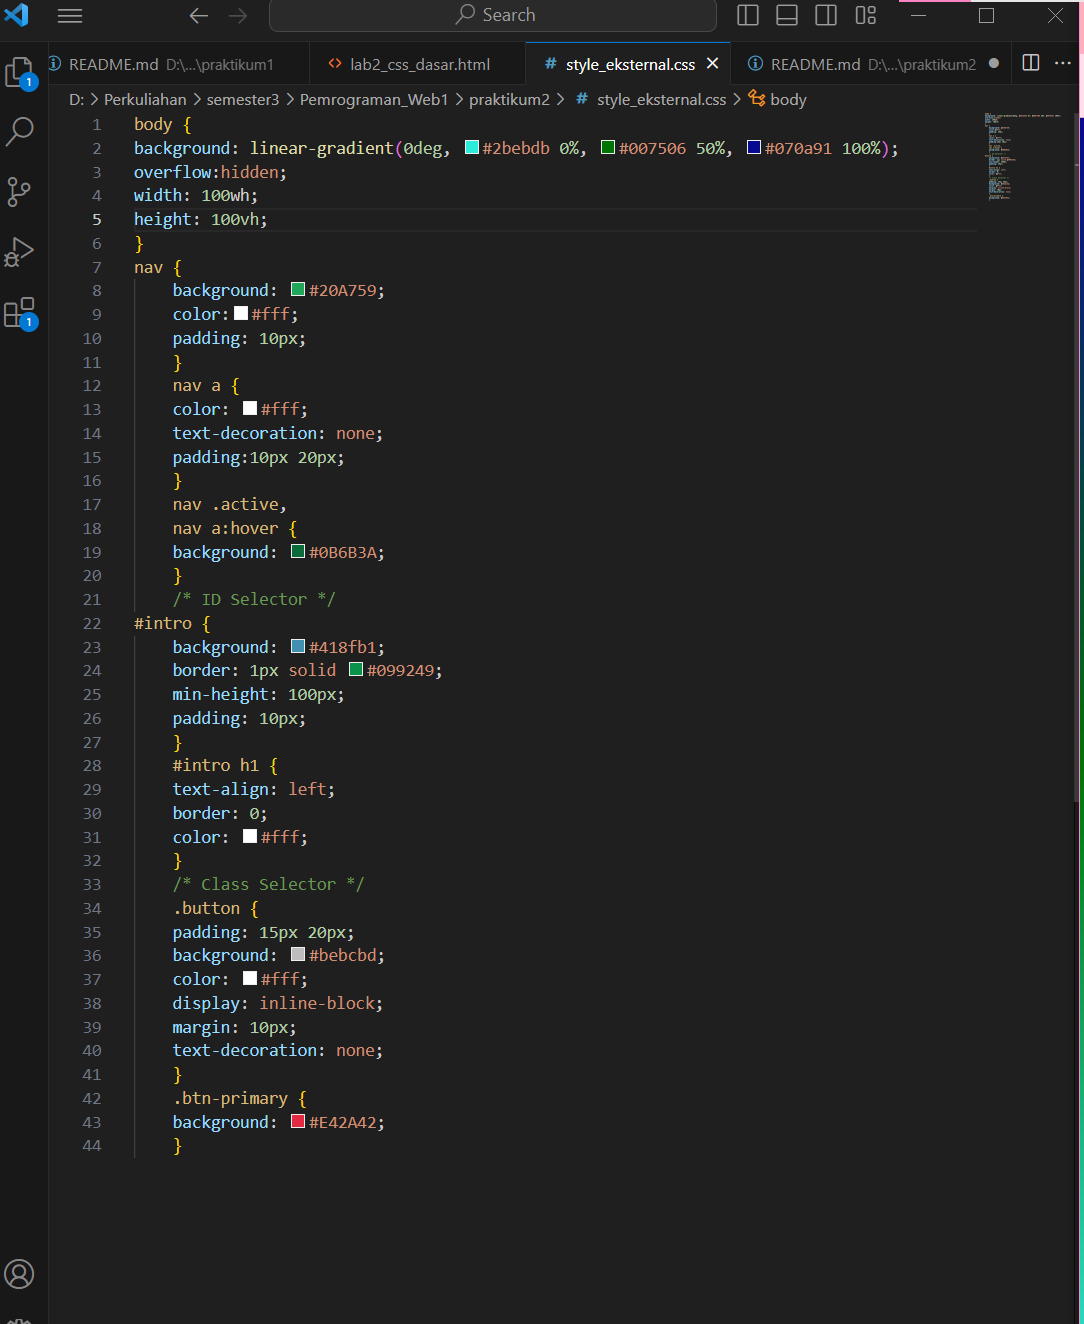 Search
README.md D:\...\praktikum1
lab2_css_dasar.html
# style_eksternal.css
README.md D:\...\praktikum2
1
D: > Perkuliahan > semester3 > Pemrograman_Web1 > praktikum2 > # style_eksternal.css > body
1 body {
2 background: linear-gradient(0deg, #2bebdb 0%, #007506 50%, #070a91 100%);
3 overflow:hidden;
4 width: 100wh;
5 height: 100vh;
6 }
7 nav {
8 background: #20A759;
9 color:#fff;
10 padding: 10px;
11 }
12 nav a {
13 color: #fff;
14 text-decoration: none;
15 padding:10px 20px;
16 }
17 nav .active,
18 nav a:hover {
19 background: #0B6B3A;
20 }
21 /* ID Selector */
22 #intro {
23 background: #418fb1;
24 border: 1px solid #099249;
25 min-height: 100px;
26 padding: 10px;
27 }
28 #intro h1 {
29 text-align: left;
30 border: 0;
31 color: #fff;
32 }
33 /* Class Selector */
34 .button {
35 padding: 15px 20px;
36 background: #bebcbd;
37 color: #fff;
38 display: inline-block;
39 margin: 10px;
40 text-decoration: none;
41 }
42 .btn-primary {
43 background: #E42A42;
44 }
1